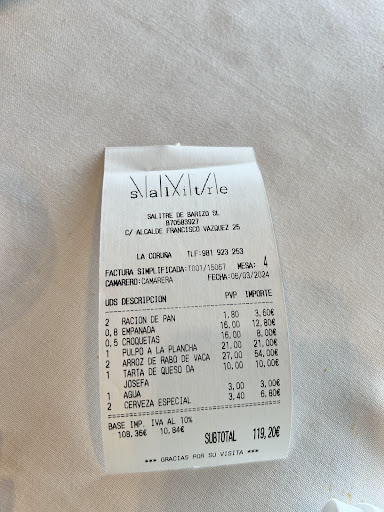 salitre
SALITRE DE BARIZO SL
B70583927
C/ ALCALDE FRANCISCO VAZQUEZ 25
LA CORUÑA TLF:981 923 253
FACTURA SIMPLIFICADA:T001/15067 MESA: 4
CAMARERO:CAMARERA FECHA:06/03/2024
UDS DESCRIPCION PVP IMPORTE
2 RACION DE PAN 1,80 3,60€
0,8 EMPANADA 16,00 12,80€
0,5 CROQUETAS 16,00 8,00€
1 PULPO A LA PLANCHA 21,00 21,00€
2 ARROZ DE RABO DE VACA 27,00 54,00€
1 TARTA DE QUESO DA 10,00 10,00€
JOSEFA
1 AGUA 3,00 3,00€
2 CERVEZA ESPECIAL 3,40 6,80€
BASE IMP. IVA AL 10%
108,36€ 10,84€
SUBTOTAL 119,20€
*** GRACIAS POR SU VISITA ***